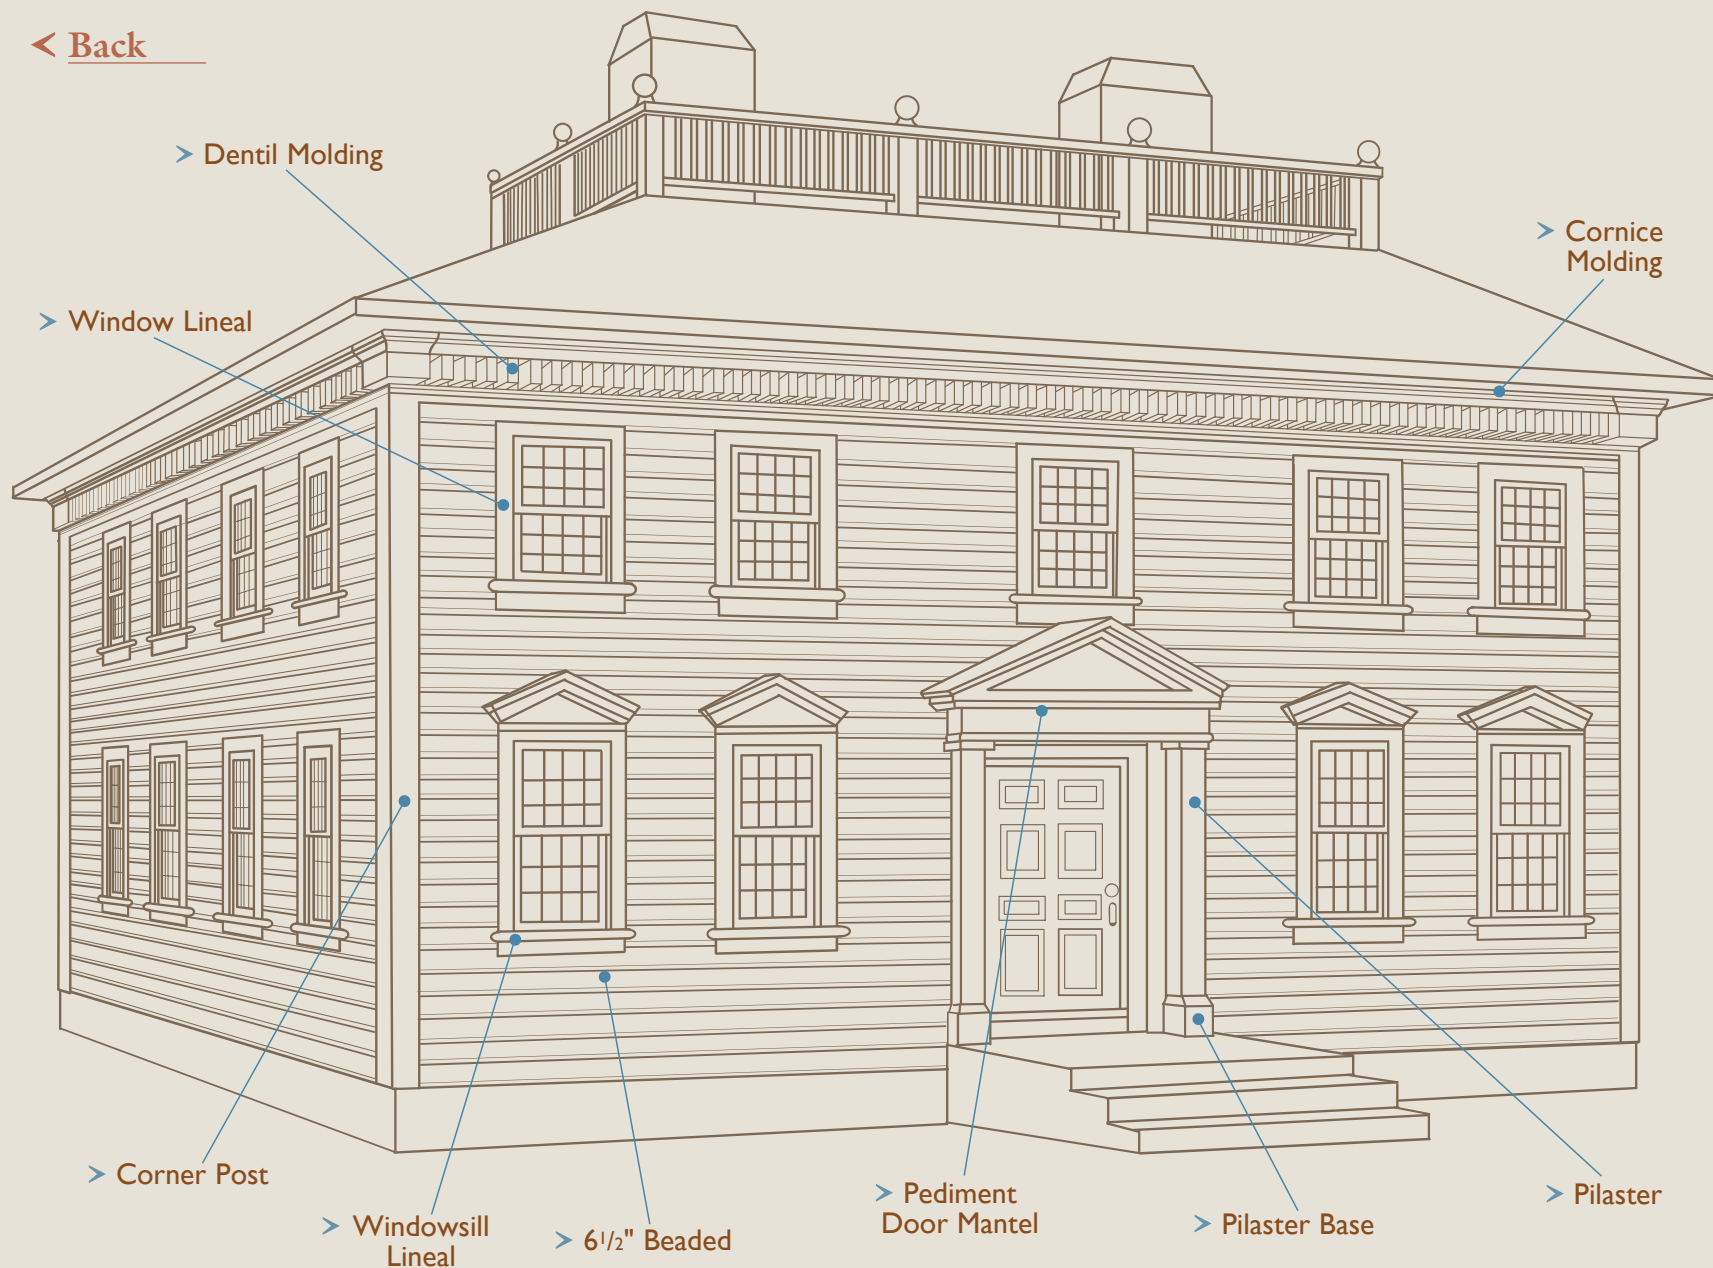 Back
Dentil Molding
Cornice
Molding
Window Lineal
Corner Post
Windowsill
Lineal
6 1/2" Beaded
Pediment
Door Mantel
Pilaster Base
Pilaster